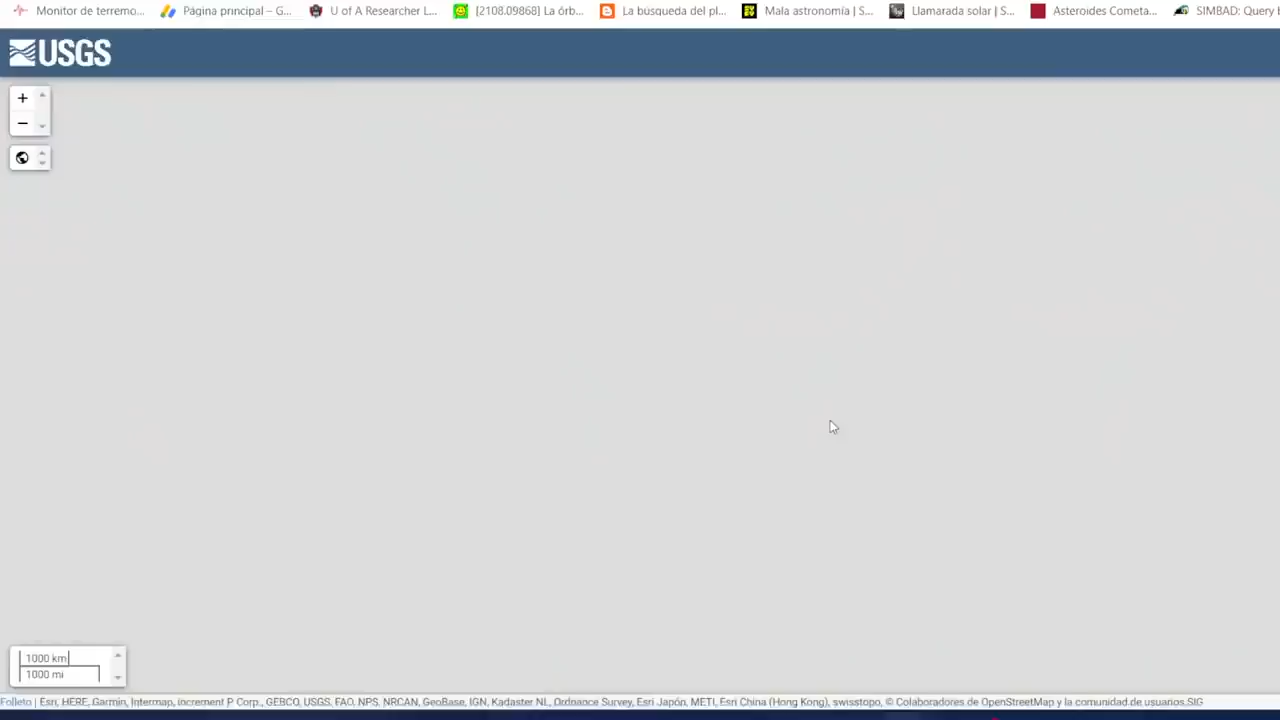 Monitor de terremo... Página principal – G... U of A Researcher L... [2108.09868] La órb... La búsqueda del pl... Mala astronomía | S... Llamarada solar | S... Asteroides Cometa... SIMBAD: Query
USGS
+
−
1000 km
1000 mi
Folleto | Esri, HERE, Garmin, Intermap, increment P Corp., GEBCO, USGS, FAO, NPS, NRCAN, GeoBase, IGN, Kadaster NL, Ordnance Survey, Esri Japón, METI, Esri China (Hong Kong), swisstopo, © Colaboradores de OpenStreetMap y la comunidad de usuarios SIG